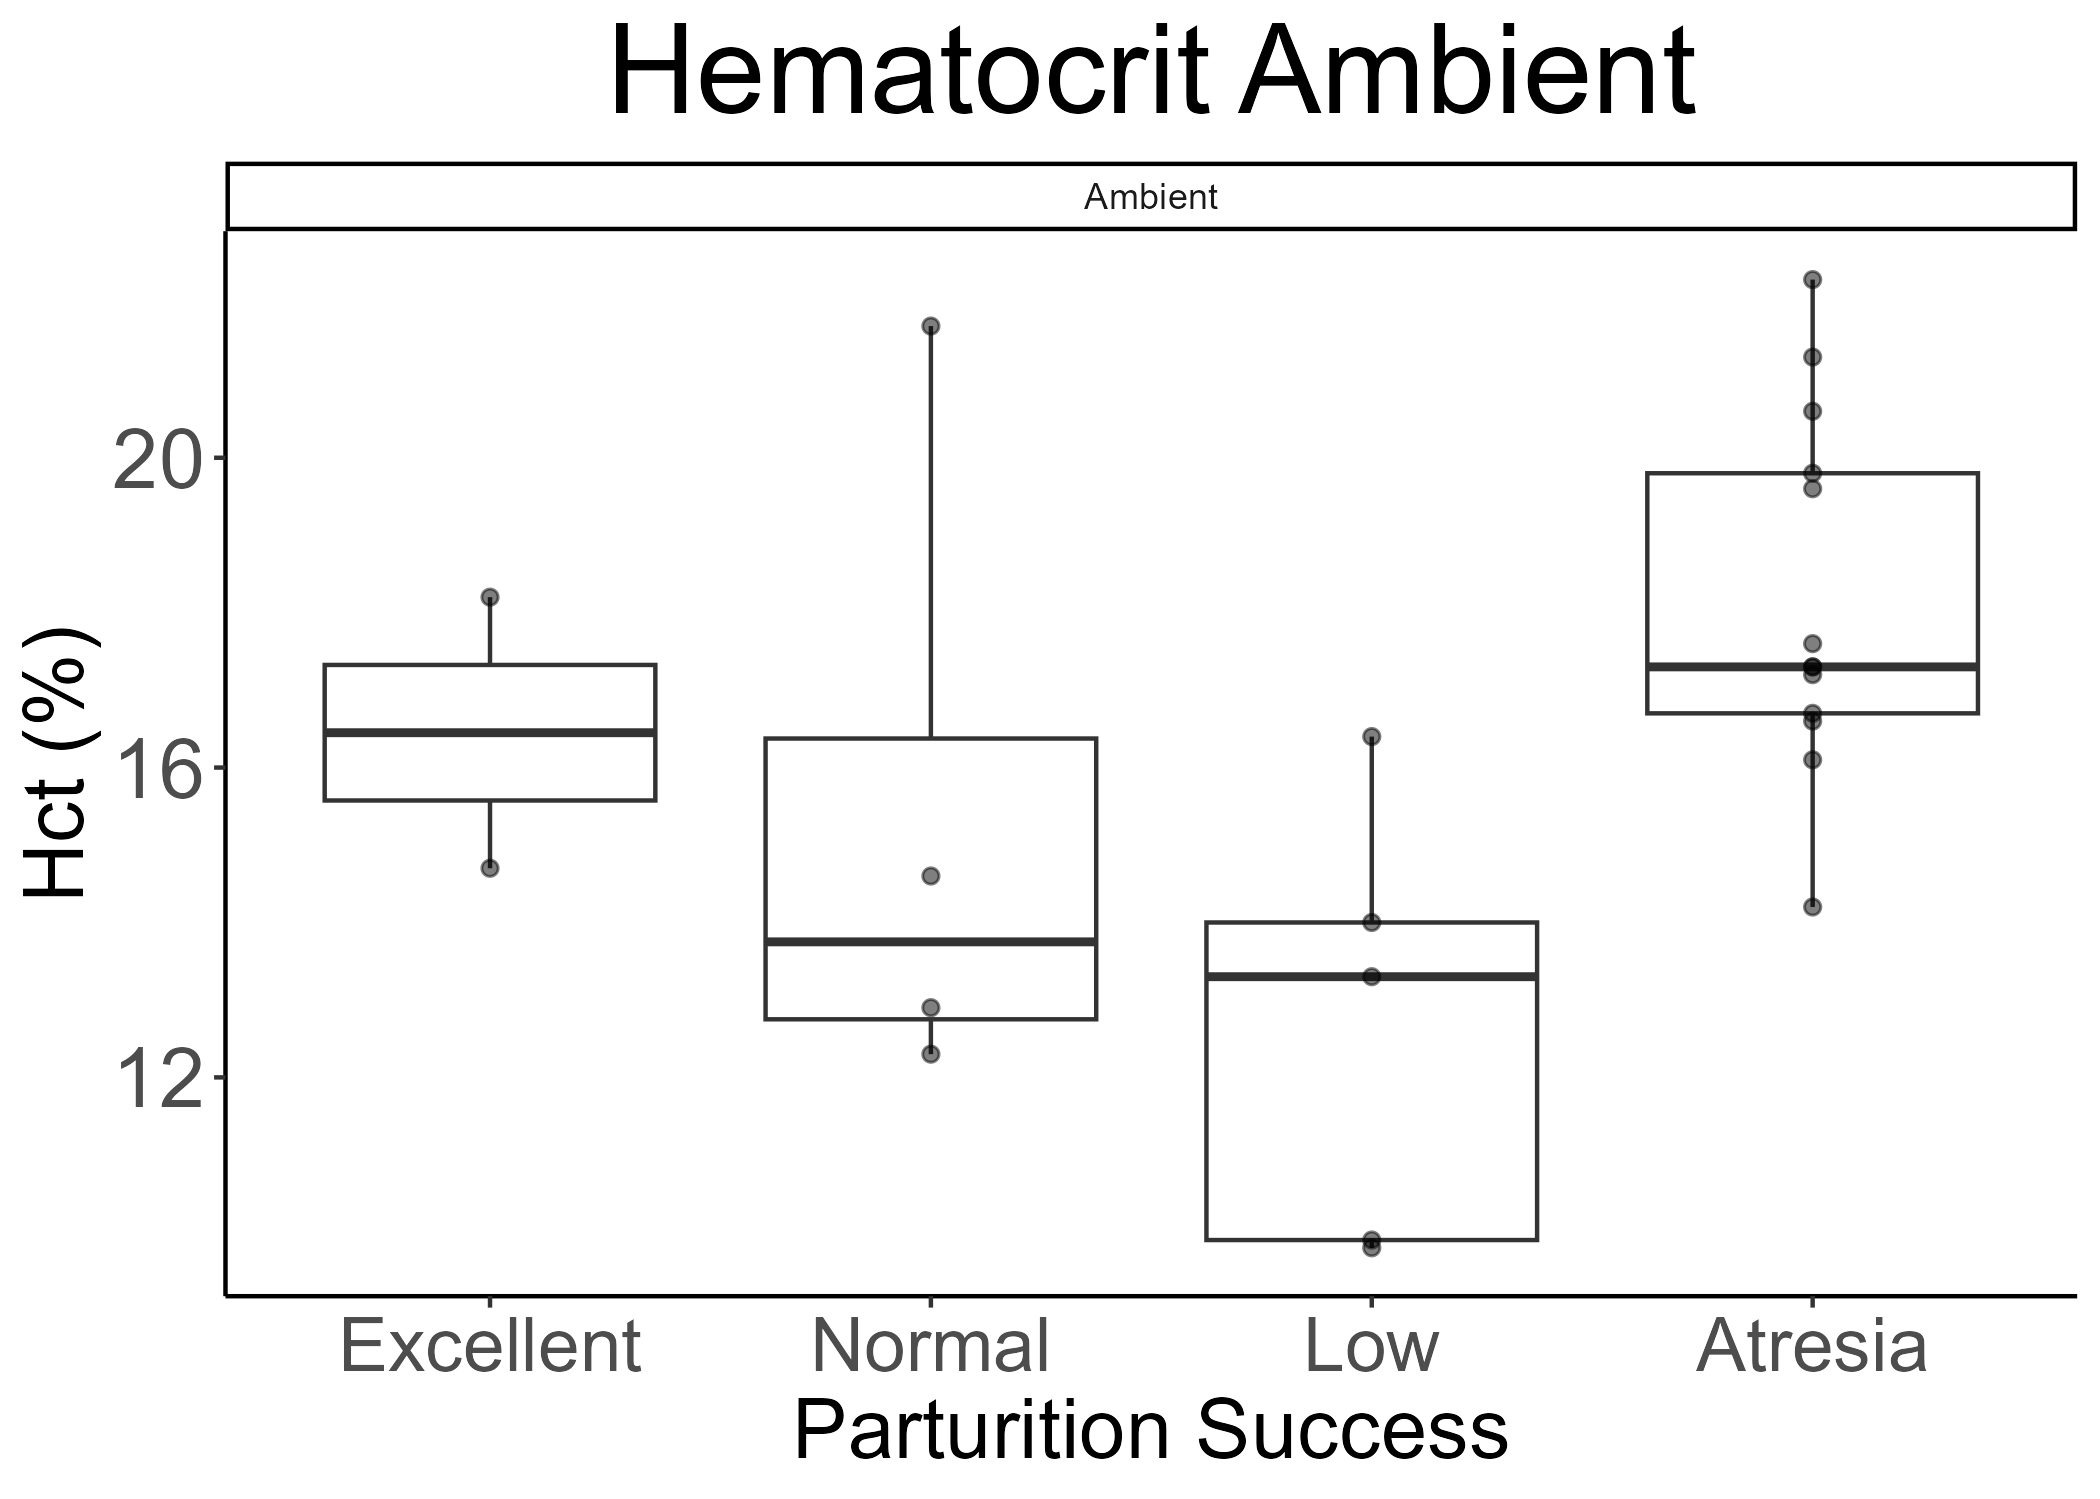 Hematocrit Ambient
Ambient
Hct (%)
20
16
12
Excellent Normal Low Atresia
Parturition Success